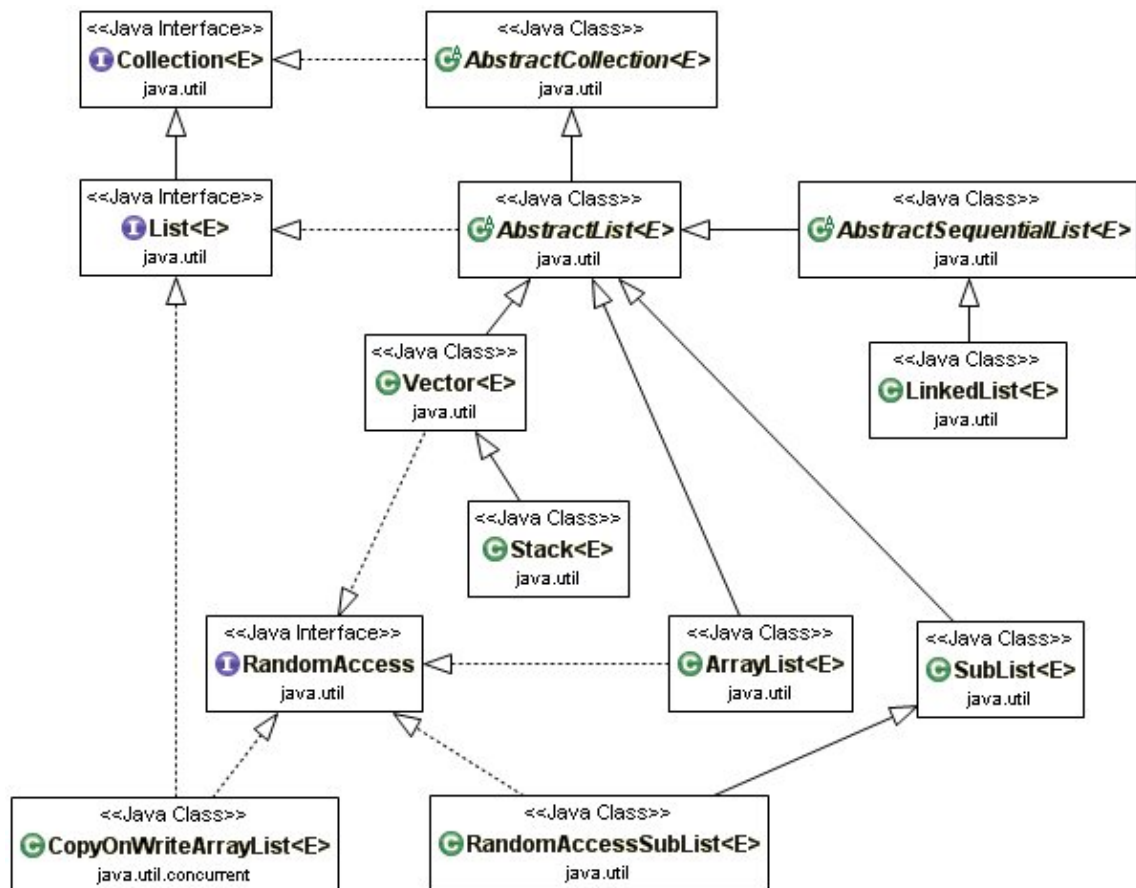 <<Java Interface>>
Collection<E>
java.util
<<Java Class>>
AbstractCollection<E>
java.util
<<Java Interface>>
List<E>
java.util
<<Java Class>>
AbstractList<E>
java.util
<<Java Class>>
AbstractSequentialList<E>
java.util
<<Java Class>>
Vector<E>
java.util
<<Java Class>>
LinkedList<E>
java.util
<<Java Class>>
Stack<E>
java.util
<<Java Interface>>
RandomAccess
java.util
<<Java Class>>
ArrayList<E>
java.util
<<Java Class>>
SubList<E>
java.util
<<Java Class>>
CopyOnWriteArrayList<E>
java.util.concurrent
<<Java Class>>
RandomAccessSubList<E>
java.util